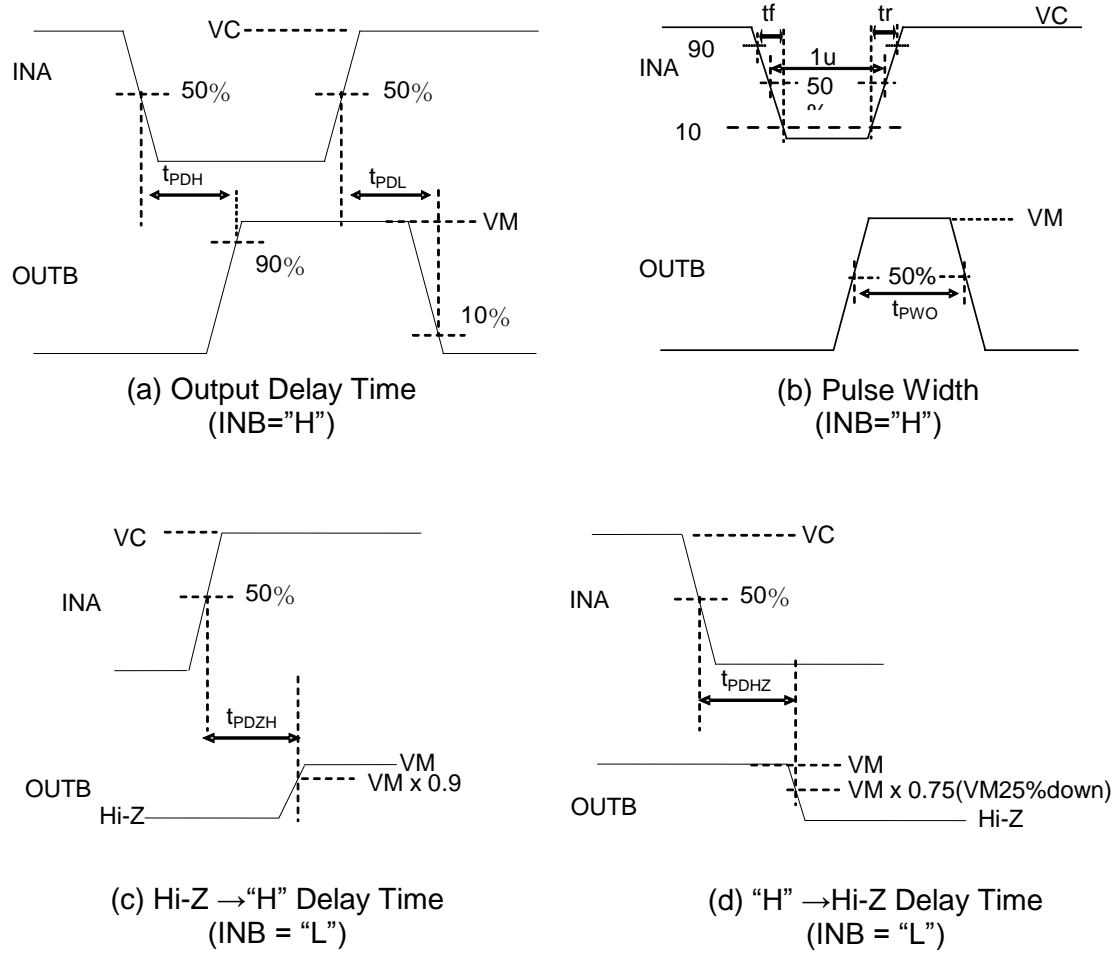 VC
INA
50%
50%
tPDH
tPDL
VM
OUTB
90%
10%
(a) Output Delay Time
(INB=”H”)
tf
tr
VC
90
INA
1u
50
10
VM
OUTB
50%
tPWO
(b) Pulse Width
(INB=”H”)
VC
INA
50%
tPDZH
OUTB
VM
VM x 0.9
Hi-Z
(c) Hi-Z →“H” Delay Time
(INB = “L”)
VC
INA
50%
tPDHZ
VM
OUTB
VM x 0.75(VM25%down)
Hi-Z
(d) “H” →Hi-Z Delay Time
(INB = “L”)